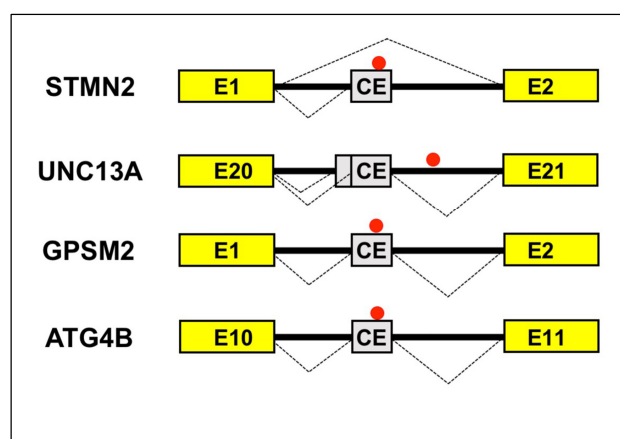 STMN2 E1 CE E2
UNC13A E20 CE E21
GPSM2 E1 CE E2
ATG4B E10 CE E11